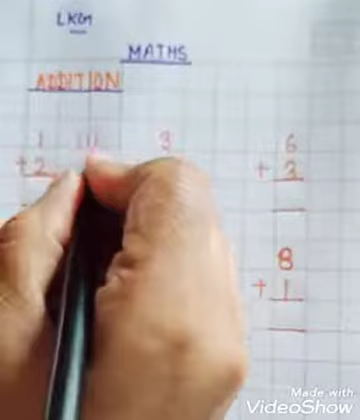 LKG
MATHS
ADDITION
1 3 6
+2 + 3
8
+ 1
Made with
VideoShow